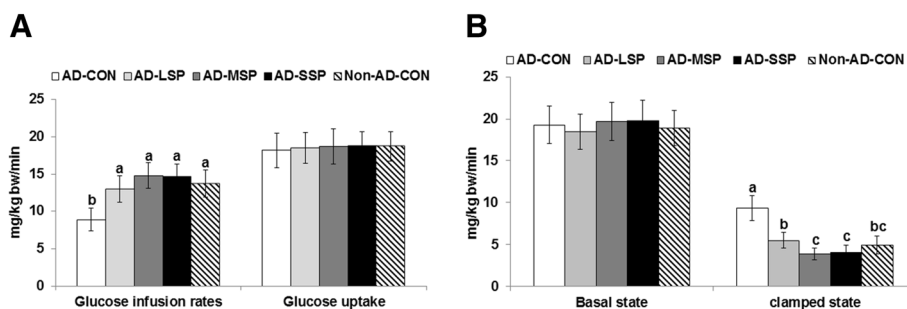 A
AD-CON AD-LSP AD-MSP AD-SSP Non-AD-CON
25
20
15
10
5
0
mg/kg bw/min
b a a a a
Glucose infusion rates Glucose uptake
B
AD-CON AD-LSP AD-MSP AD-SSP Non-AD-CON
25
20
15
10
5
0
mg/kg bw/min
a b c c bc
Basal state clamped state